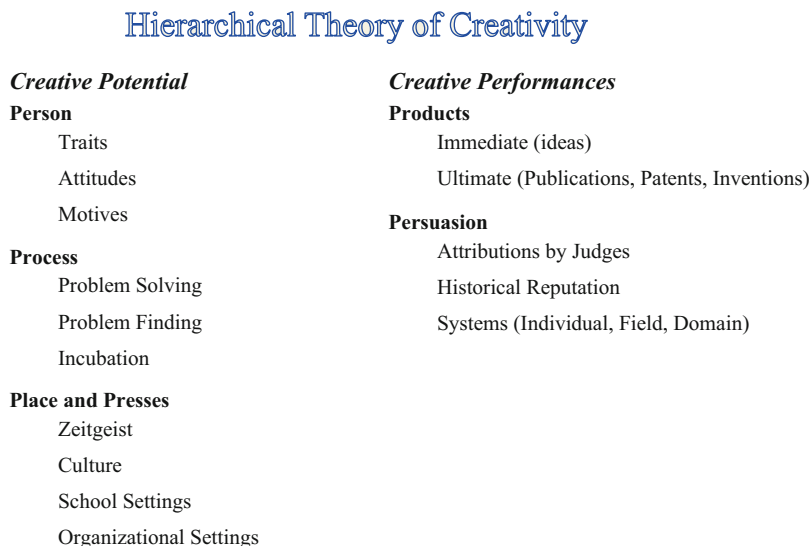 Hierarchical Theory of Creativity
Creative Potential
Person
Traits
Attitudes
Motives
Process
Problem Solving
Problem Finding
Incubation
Place and Presses
Zeitgeist
Culture
School Settings
Organizational Settings
Creative Performances
Products
Immediate (ideas)
Ultimate (Publications, Patents, Inventions)
Persuasion
Attributions by Judges
Historical Reputation
Systems (Individual, Field, Domain)